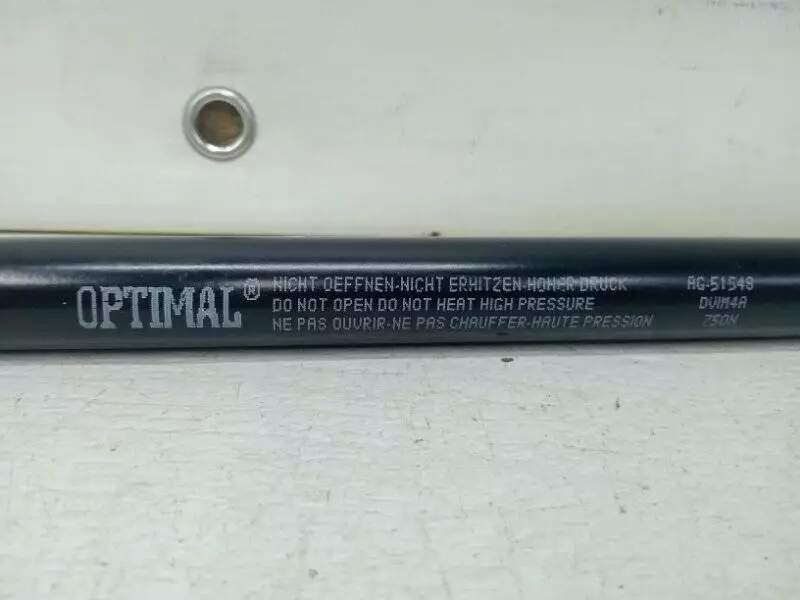 OPTIMAL®
NICHT OEFFNEN-NICHT ERHITZEN-HOHER DRUCK
DO NOT OPEN DO NOT HEAT HIGH PRESSURE
NE PAS OUVRIR-NE PAS CHAUFFER-HAUTE PRESSION
AG-51548
DVIM4A
750N